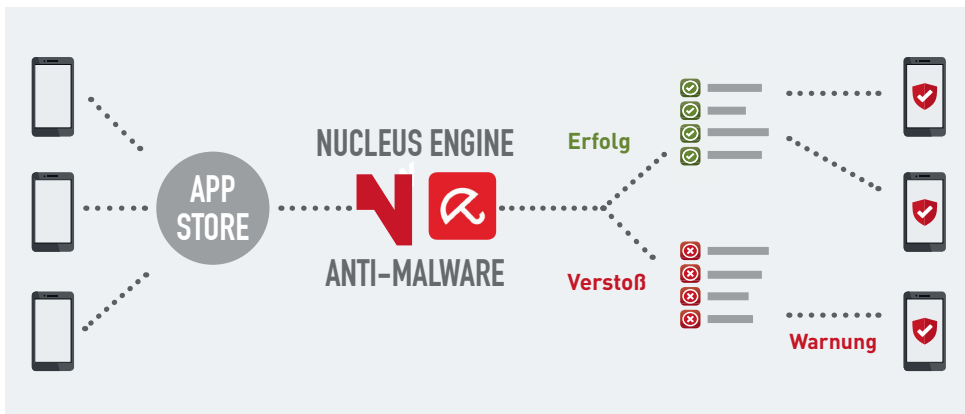 APP
STORE
NUCLEUS ENGINE
ANTI-MALWARE
Erfolg
Verstoß
Warnung